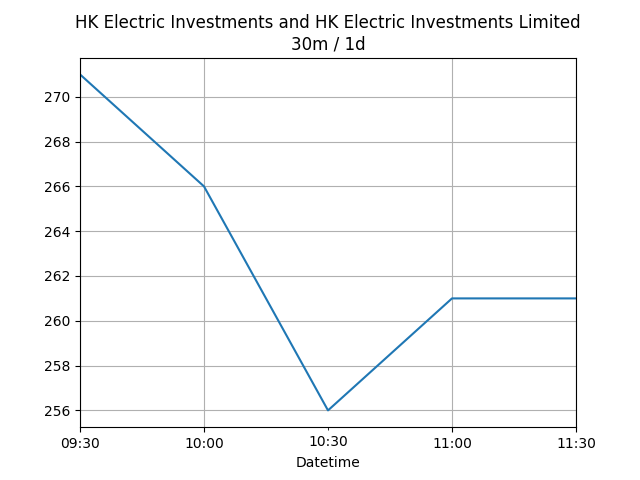 HK Electric Investments and HK Electric Investments Limited
30m / 1d
270
268
266
264
262
260
258
256
09:30 10:00 10:30 11:00 11:30
Datetime